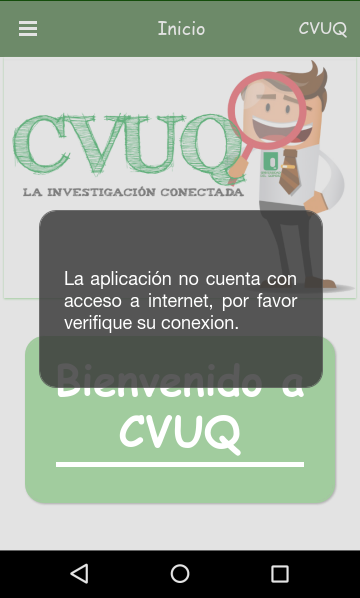 Inicio CVUQ
CVUQ
LA INVESTIGACIÓN CONECTADA
La aplicación no cuenta con
acceso a internet, por favor
verifique su conexion.
Bienvenido a
CVUQ